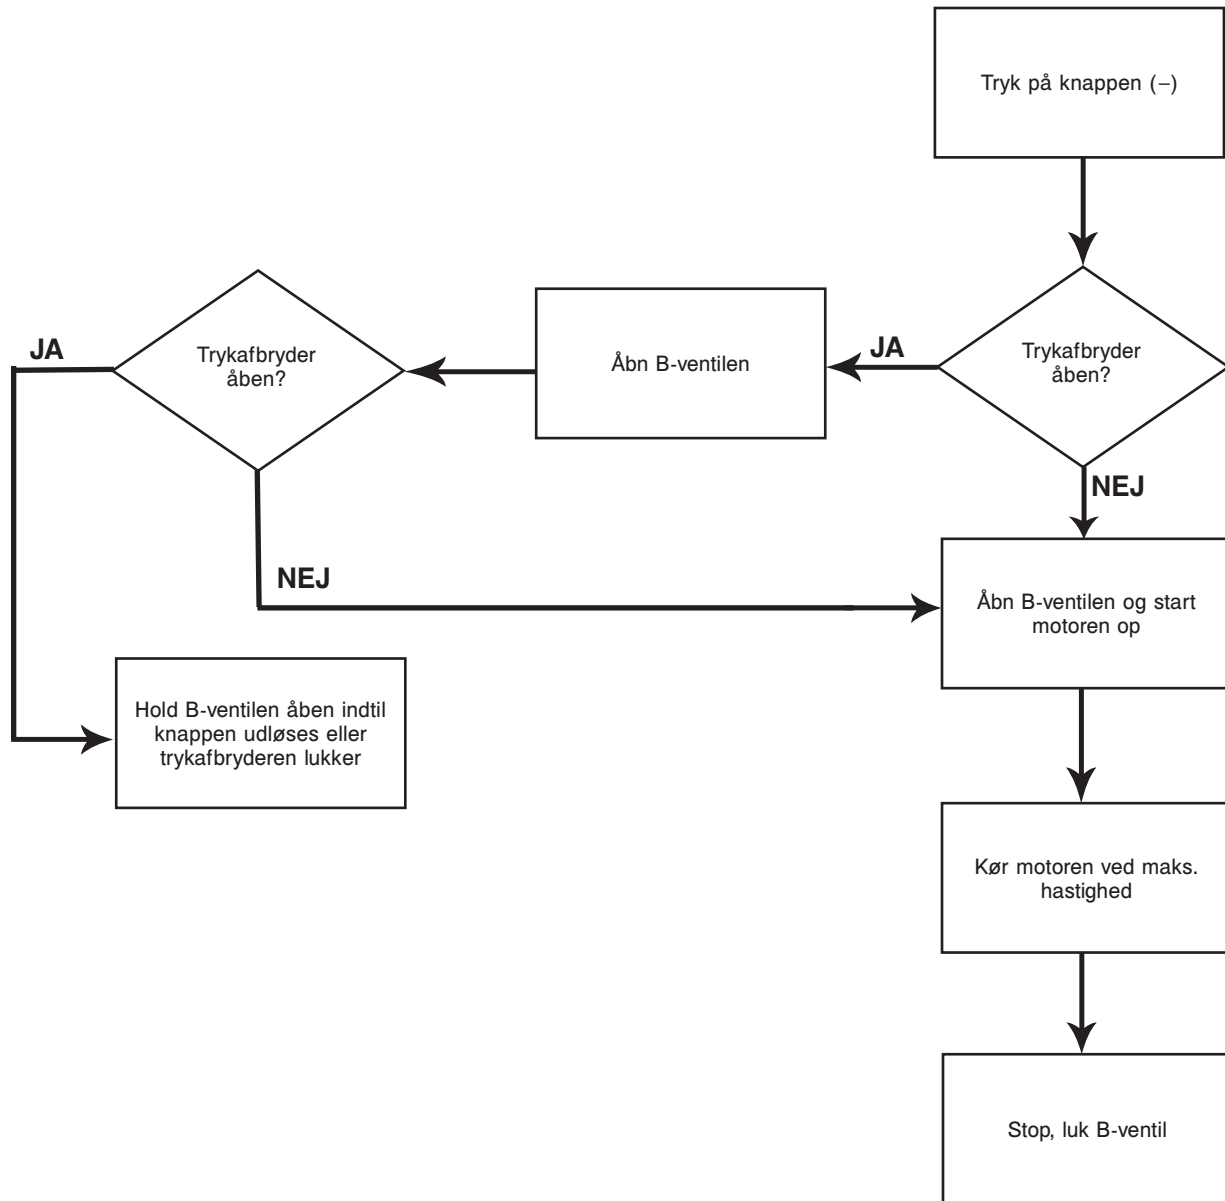 Tryk på knappen (–)
Trykafbryder
åben?
JA
Åbn B-ventilen
Trykafbryder
åben?
JA
NEJ
NEJ
Åbn B-ventilen og start
motoren op
Hold B-ventilen åben indtil
knappen udløses eller
trykafbryderen lukker
Kør motoren ved maks.
hastighed
Stop, luk B-ventil